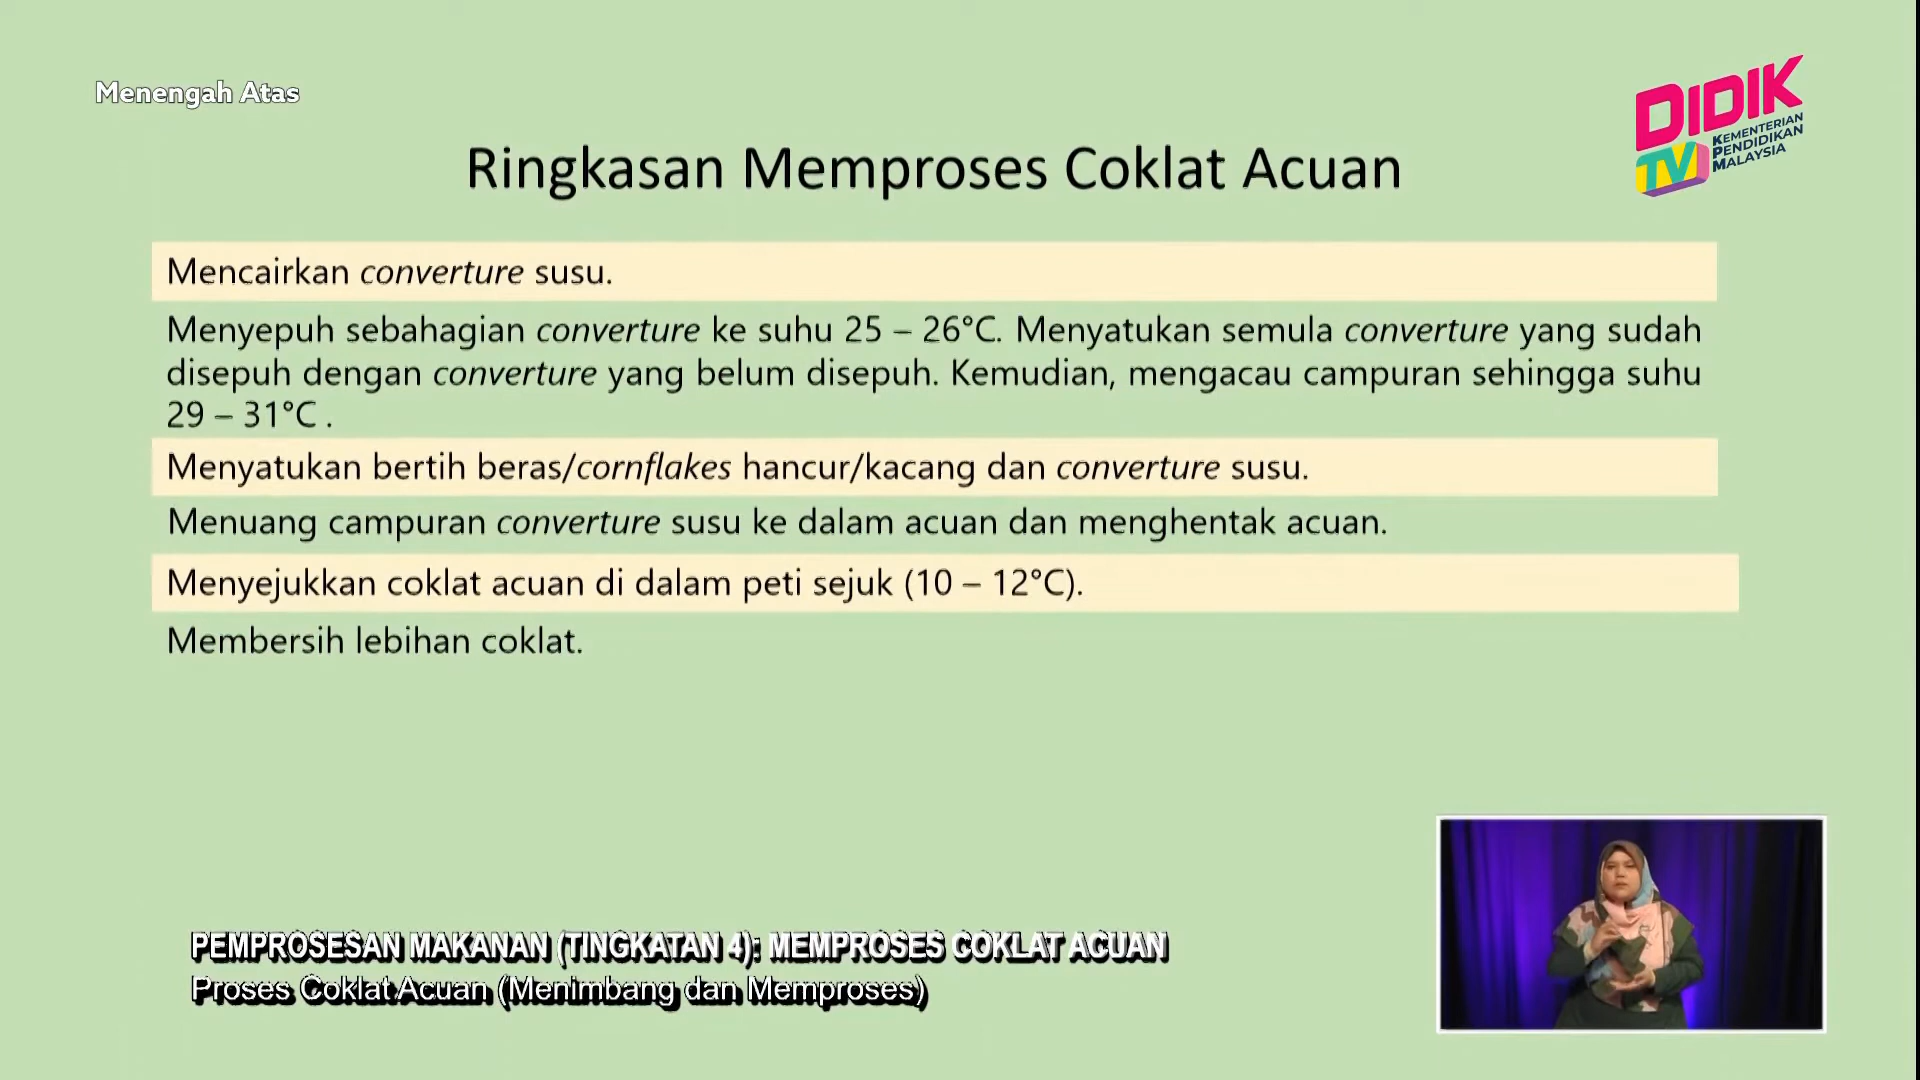 Menengah Atas
DIDIK
TV
KEMENTERIAN
PENDIDIKAN
MALAYSIA
Ringkasan Memproses Coklat Acuan
Mencairkan converture susu.
Menyepuh sebahagian converture ke suhu 25 – 26°C. Menyatukan semula converture yang sudah
disepuh dengan converture yang belum disepuh. Kemudian, mengacau campuran sehingga suhu
29 – 31°C .
Menyatukan bertih beras/cornflakes hancur/kacang dan converture susu.
Menuang campuran converture susu ke dalam acuan dan menghentak acuan.
Menyejukkan coklat acuan di dalam peti sejuk (10 – 12°C).
Membersih lebihan coklat.
PEMPROSESAN MAKANAN (TINGKATAN 4): MEMPROSES COKLAT ACUAN
Proses Coklat Acuan (Menimbang dan Memproses)